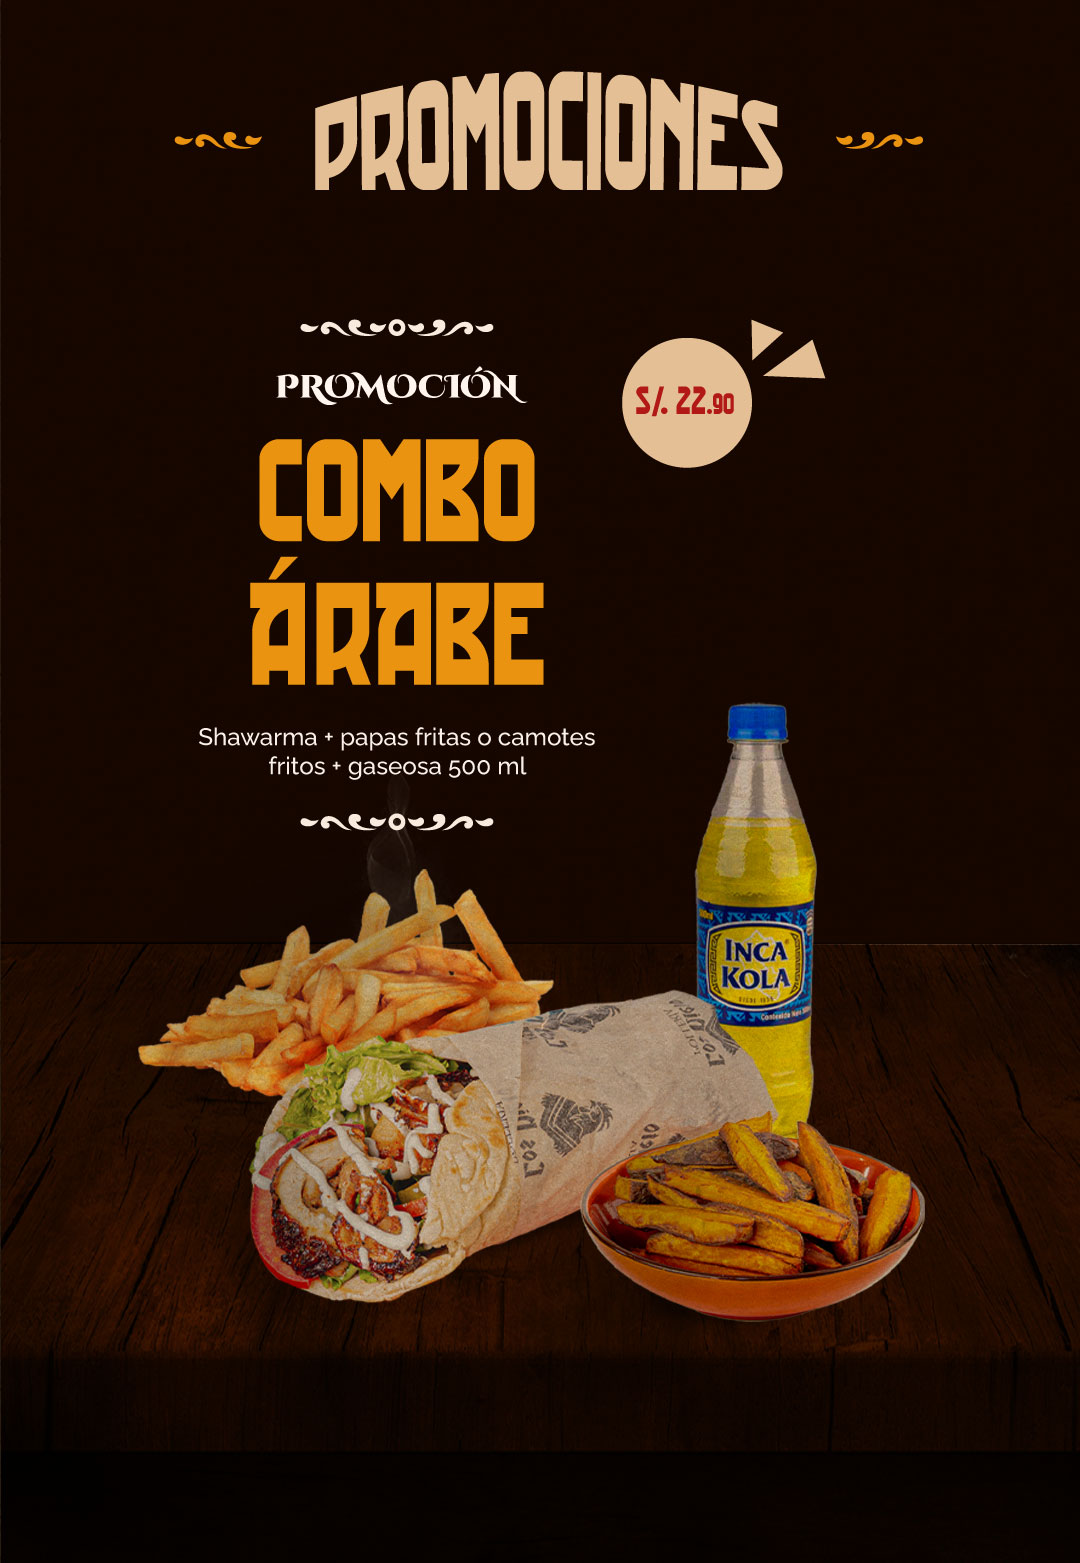 PROMOCIONES
PROMOCIÓN
S/. 22.90
COMBO
ÁRABE
Shawarma + papas fritas o camotes
fritos + gaseosa 500 ml
INCA
KOLA